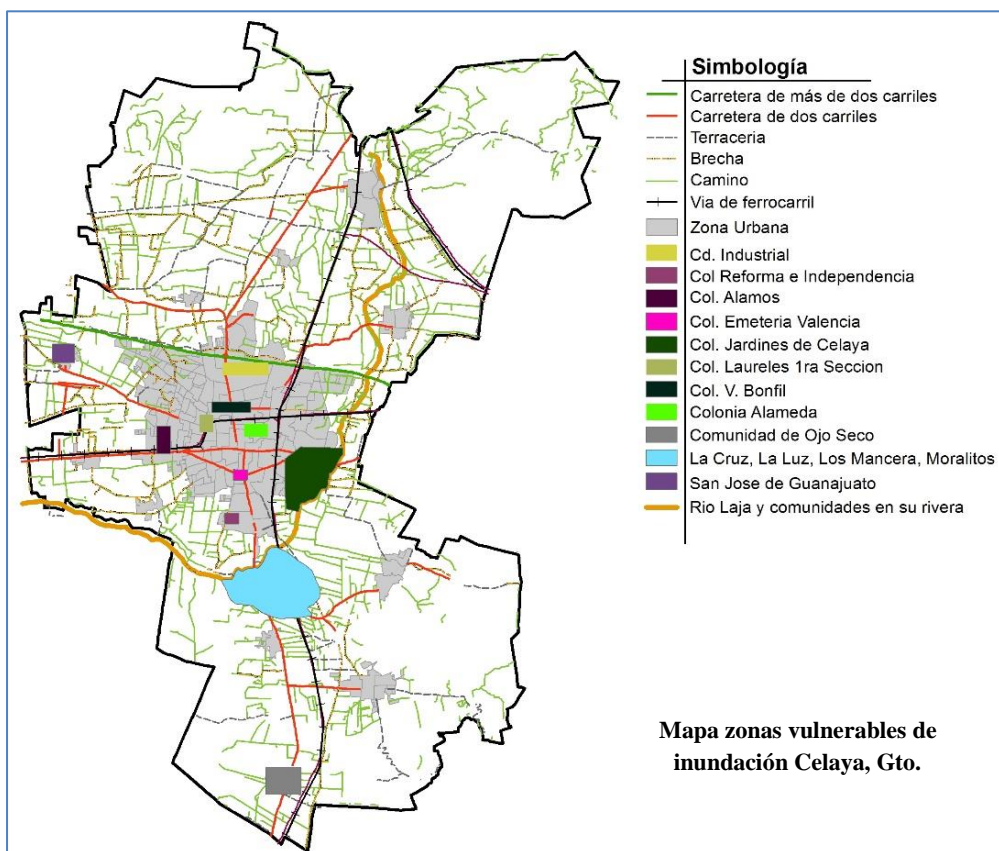 Simbología
Carretera de más de dos carriles
Carretera de dos carriles
Terraceria
Brecha
Camino
Via de ferrocarril
Zona Urbana
Cd. Industrial
Col Reforma e Independencia
Col. Alamos
Col. Emeteria Valencia
Col. Jardines de Celaya
Col. Laureles 1ra Seccion
Col. V. Bonfil
Colonia Alameda
Comunidad de Ojo Seco
La Cruz, La Luz, Los Mancera, Moralitos
San Jose de Guanajuato
Rio Laja y comunidades en su rivera
Mapa zonas vulnerables de
inundación Celaya, Gto.